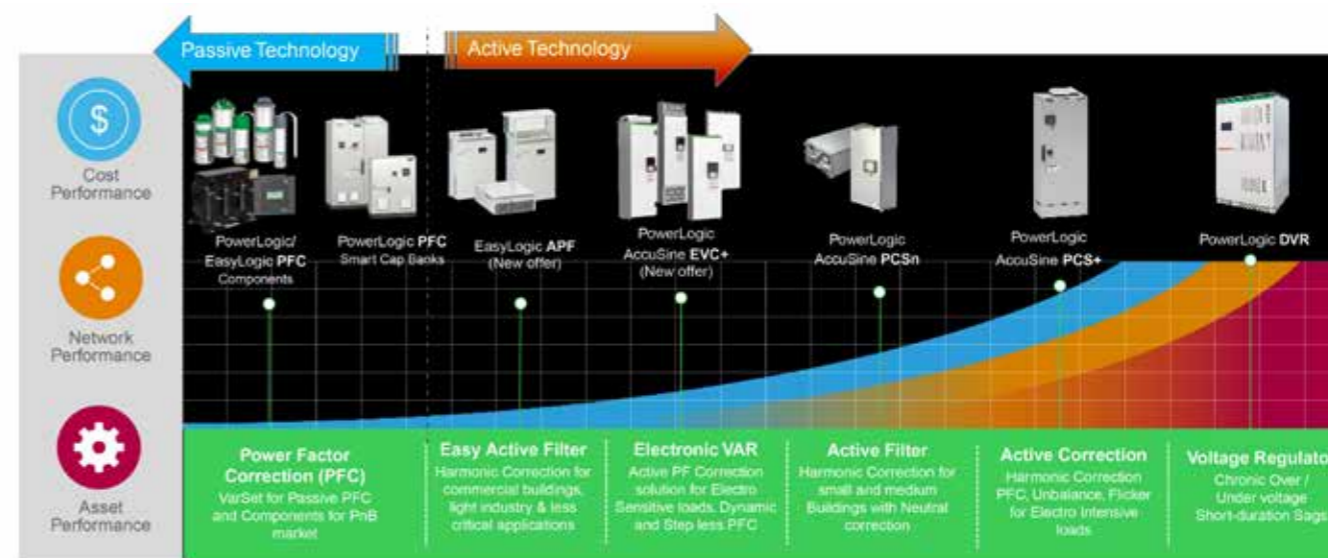 Passive Technology
Active Technology
$
Cost
Performance
Network
Performance
Asset
Performance
PowerLogic/
EasyLogic PFC
Components
PowerLogic PFC
Smart Cap Banks
EasyLogic APF
(New offer)
PowerLogic
AccuSine EVC+
(New offer)
PowerLogic
AccuSine PCSn
PowerLogic
AccuSine PCS+
PowerLogic DVR
Power Factor
Correction (PFC)
VarSet for Passive PFC
and Components for PnB
market
Easy Active Filter
Harmonic Correction for
commercial buildings,
light industry & less
critical applications
Electronic VAR
Active PF Correction
solution for Electro
Sensitive loads, Dynamic
and Step less PFC
Active Filter
Harmonic Correction for
small and medium
Buildings with Neutral
correction
Active Correction
Harmonic Correction
PFC, Unbalance, Flicker
for Electro Intensive
loads
Voltage Regulato
Chronic Over /
Under voltage
Short-duration Sags